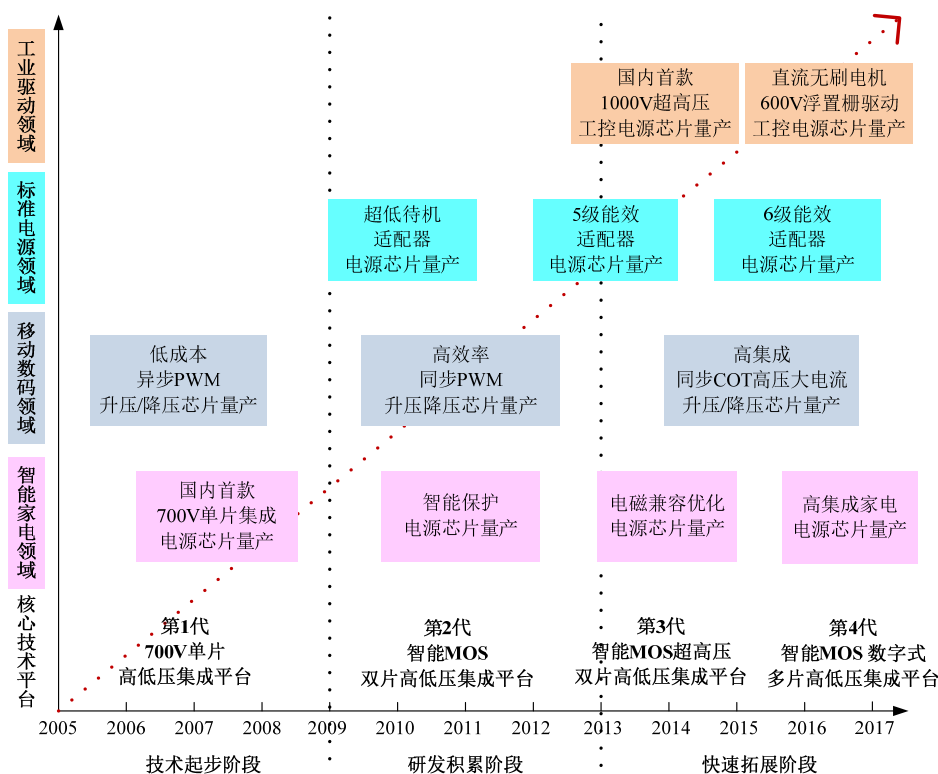 工业驱动领域
国内首款
1000V超高压
工控电源芯片量产
直流无刷电机
600V浮置栅驱动
工控电源芯片量产
标准电源领域
超低待机
适配器
电源芯片量产
5级能效
适配器
电源芯片量产
6级能效
适配器
电源芯片量产
移动数码领域
低成本
异步PWM
升压/降压芯片量产
高效率
同步PWM
升压降压芯片量产
高集成
同步COT高压大电流
升压/降压芯片量产
智能家电领域
国内首款
700V单片集成
电源芯片量产
智能保护
电源芯片量产
电磁兼容优化
电源芯片量产
高集成家电
电源芯片量产
核心技术平台
第1代
700V单片
高低压集成平台
第2代
智能MOS
双片高低压集成平台
第3代
智能MOS超高压
双片高低压集成平台
第4代
智能MOS 数字式
多片高低压集成平台
2005 2006 2007 2008 2009 2010 2011 2012 2013 2014 2015 2016 2017
技术起步阶段 研发积累阶段 快速拓展阶段